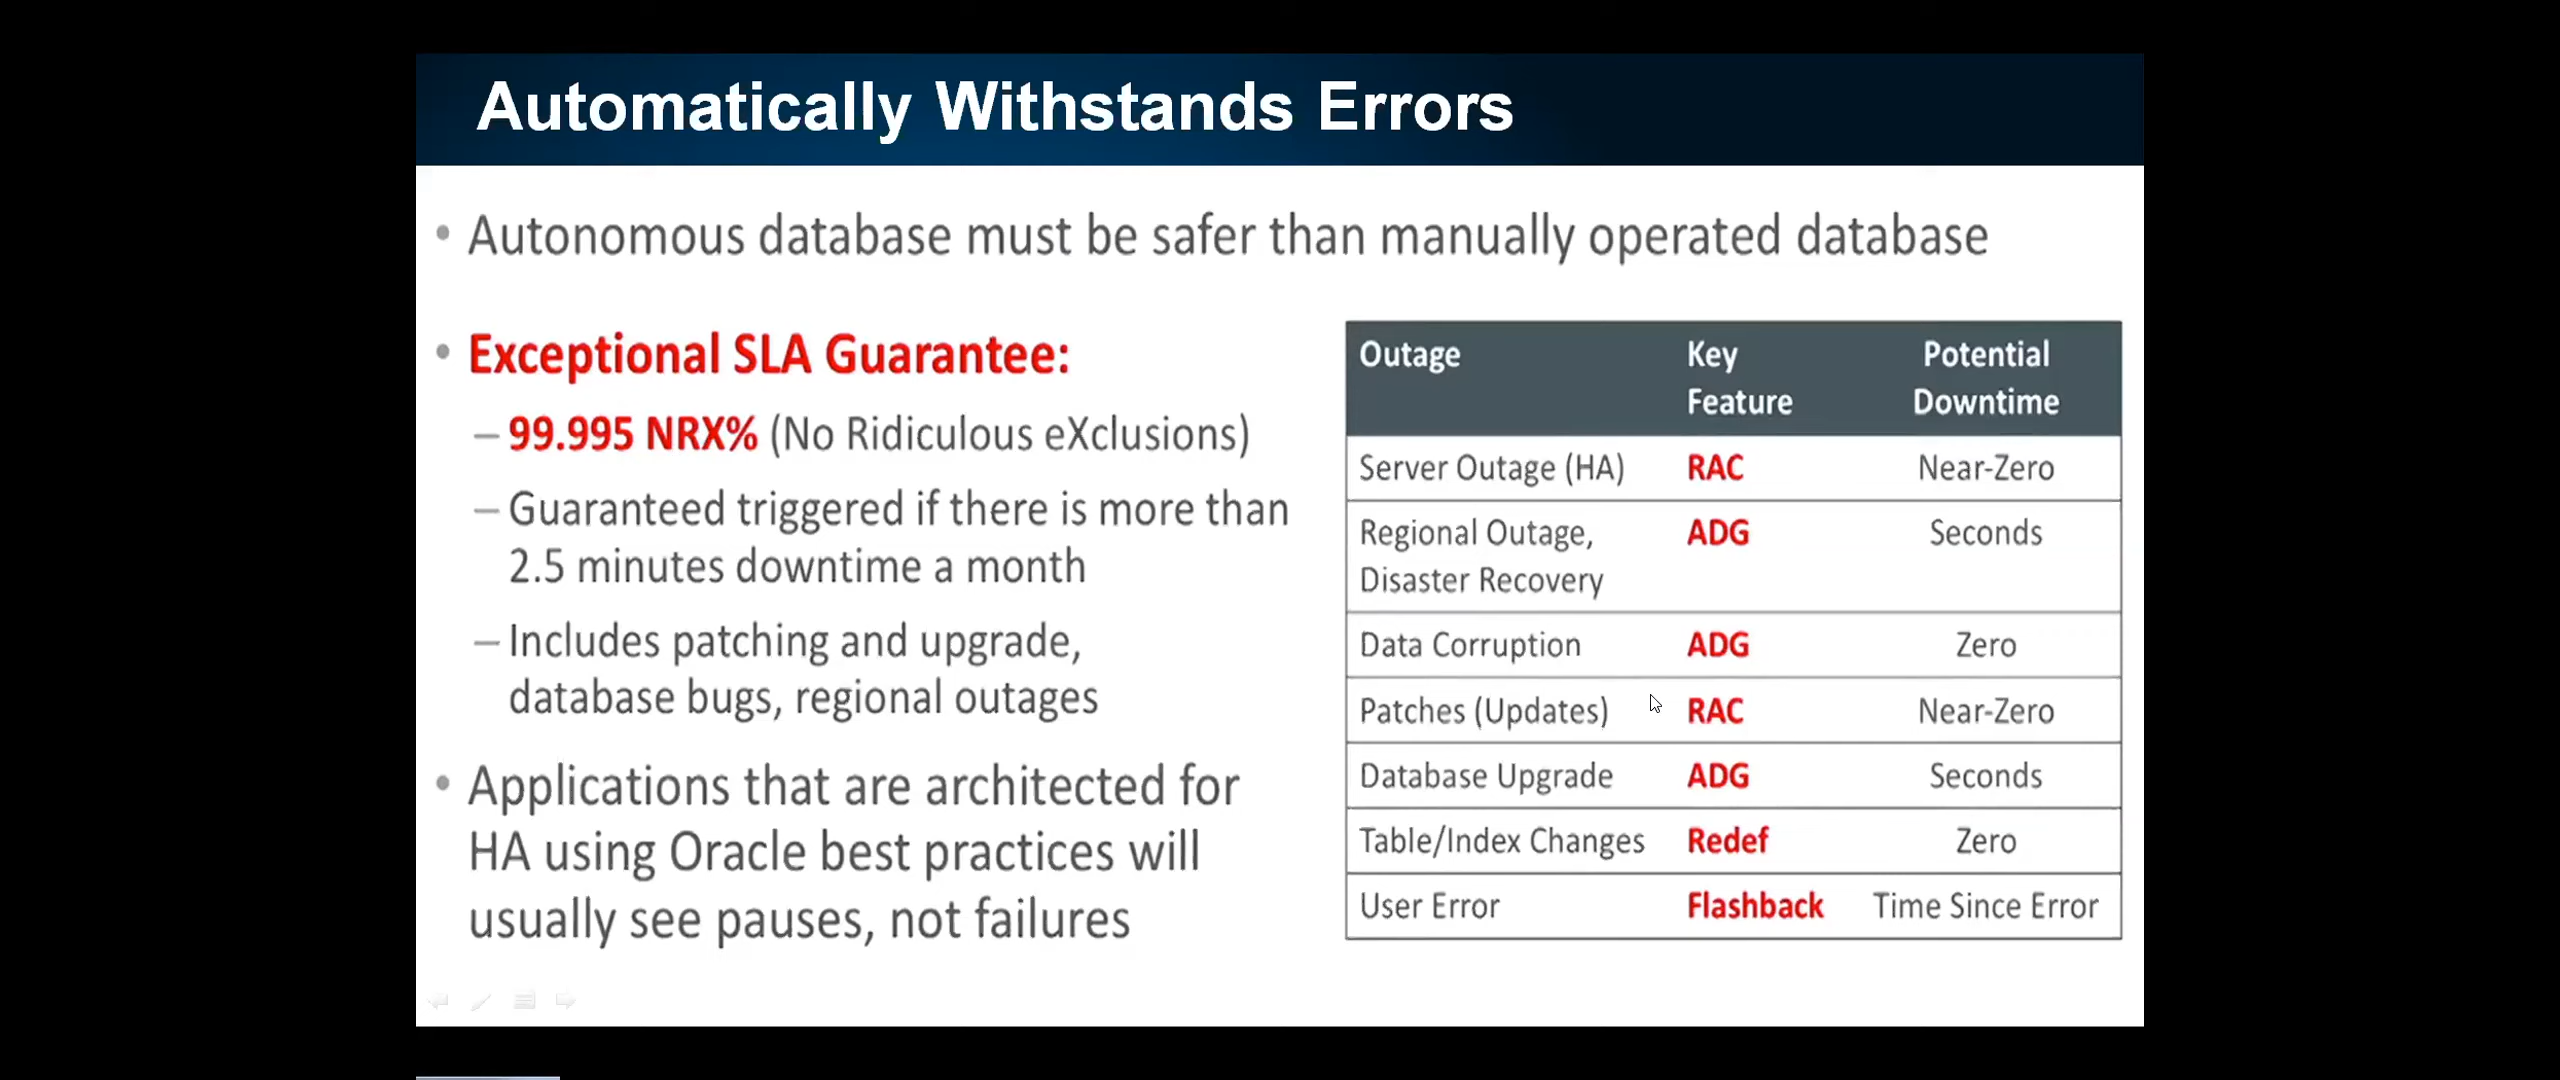 Automatically Withstands Errors
• Autonomous database must be safer than manually operated database
• Exceptional SLA Guarantee:
– 99.995 NRX% (No Ridiculous eXclusions)
– Guaranteed triggered if there is more than
2.5 minutes downtime a month
– Includes patching and upgrade,
database bugs, regional outages
• Applications that are architected for
HA using Oracle best practices will
usually see pauses, not failures
Outage Key Potential
Feature Downtime
Server Outage (HA) RAC Near-Zero
Regional Outage, ADG Seconds
Disaster Recovery
Data Corruption ADG Zero
Patches (Updates) RAC Near-Zero
Database Upgrade ADG Seconds
Table/Index Changes Redef Zero
User Error Flashback Time Since Error